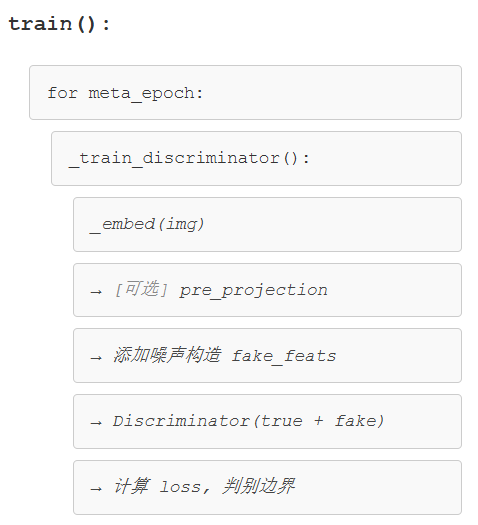 train():
for meta_epoch:
_train_discriminator():
_embed(img)
→ [可选] pre_projection
→ 添加噪声构造 fake_feats
→ Discriminator(true + fake)
→ 计算 loss, 判别边界